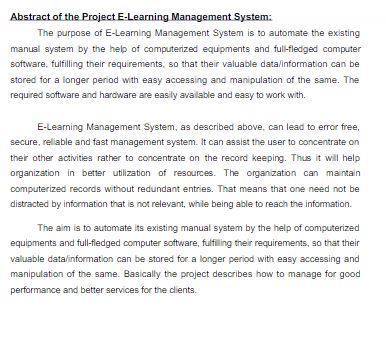 Abstract of the Project E-Learning Management System:
The purpose of E-Learning Management System is to automate the existing
manual system by the help of computerized equipments and full-fledged computer
software, fulfilling their requirements, so that their valuable data/information can be
stored for a longer period with easy accessing and manipulation of the same. The
required software and hardware are easily available and easy to work with.
E-Learning Management System, as described above, can lead to error free,
secure, reliable and fast management system. It can assist the user to concentrate on
their other activities rather to concentrate on the record keeping. Thus it will help
organization in better utilization of resources. The organization can maintain
computerized records without redundant entries. That means that one need not be
distracted by information that is not relevant, while being able to reach the information.
The aim is to automate its existing manual system by the help of computerized
equipments and full-fledged computer software, fulfilling their requirements, so that their
valuable data/information can be stored for a longer period with easy accessing and
manipulation of the same. Basically the project describes how to manage for good
performance and better services for the clients.